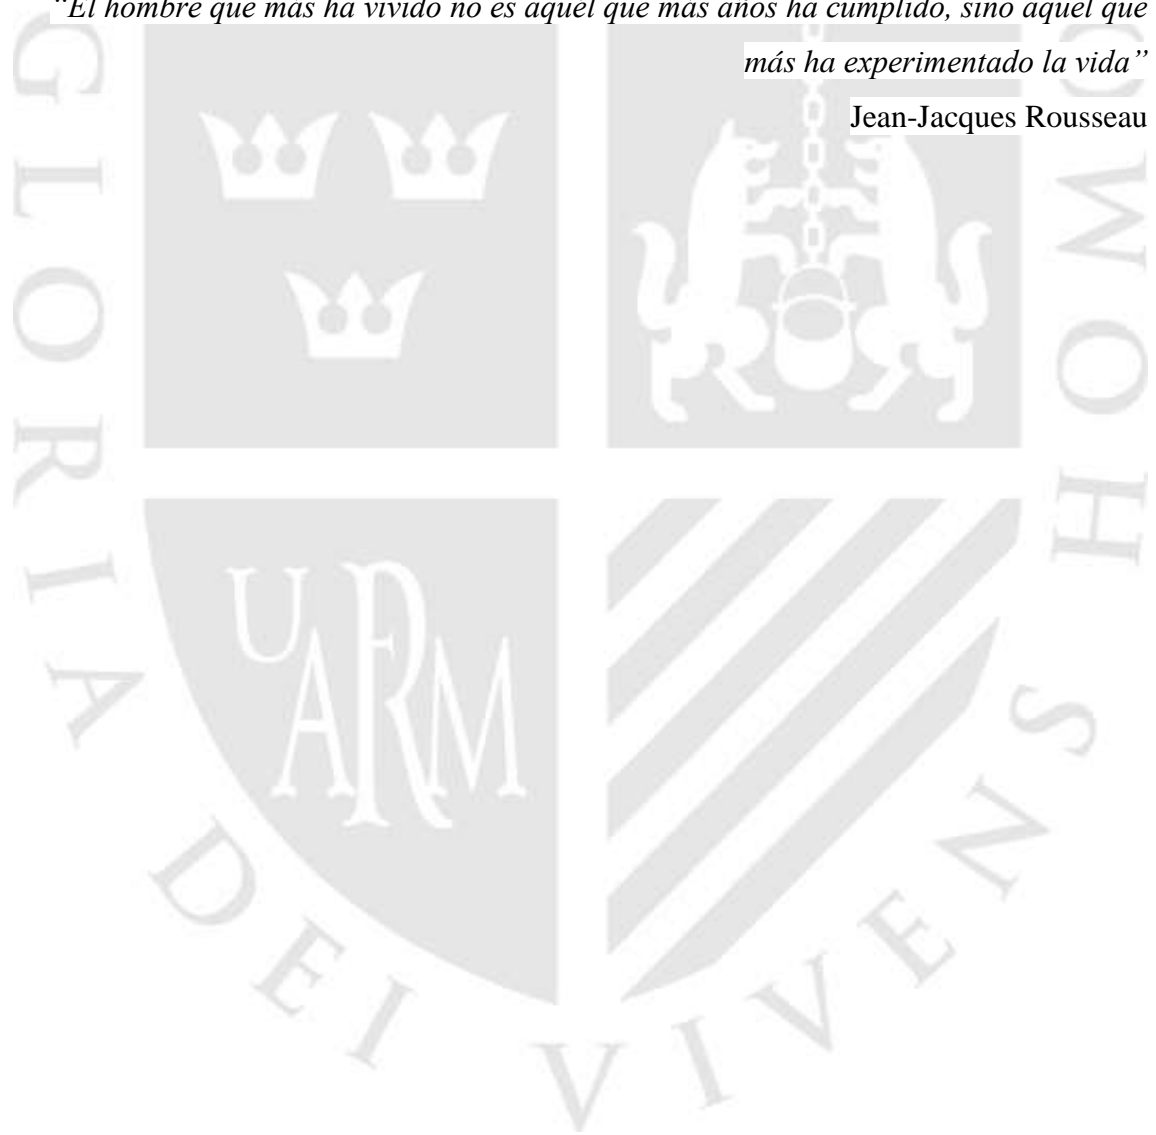 “El hombre que más ha vivido no es aquel que más años ha cumplido, sino aquel que
más ha experimentado la vida”
Jean-Jacques Rousseau
GLORIA DEI VIVENS HOMO
UARM